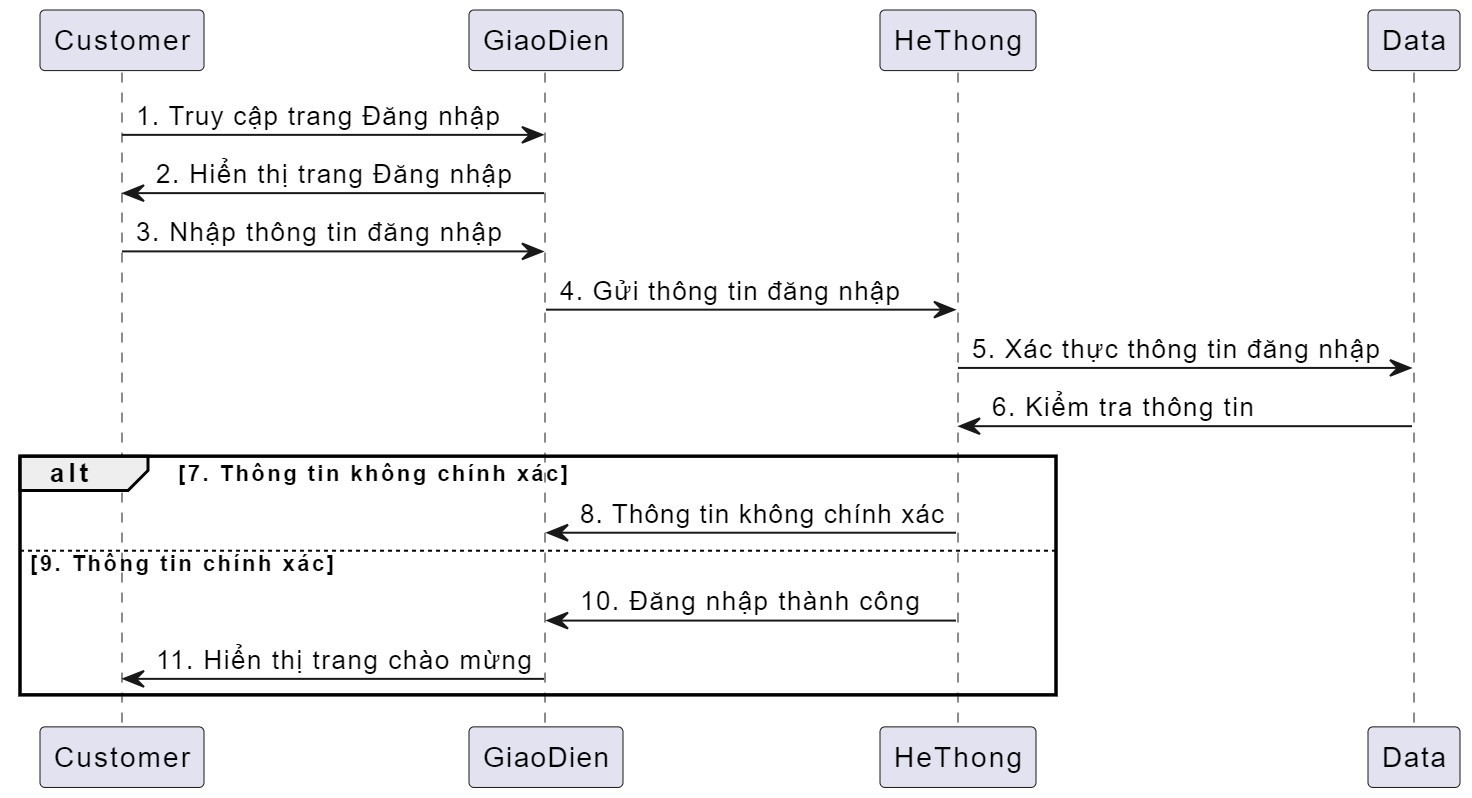 Customer
GiaoDien
HeThong
Data
1. Truy cập trang Đăng nhập
2. Hiển thị trang Đăng nhập
3. Nhập thông tin đăng nhập
4. Gửi thông tin đăng nhập
5. Xác thực thông tin đăng nhập
6. Kiểm tra thông tin
alt
[7. Thông tin không chính xác]
8. Thông tin không chính xác
[9. Thông tin chính xác]
10. Đăng nhập thành công
11. Hiển thị trang chào mừng
Customer
GiaoDien
HeThong
Data